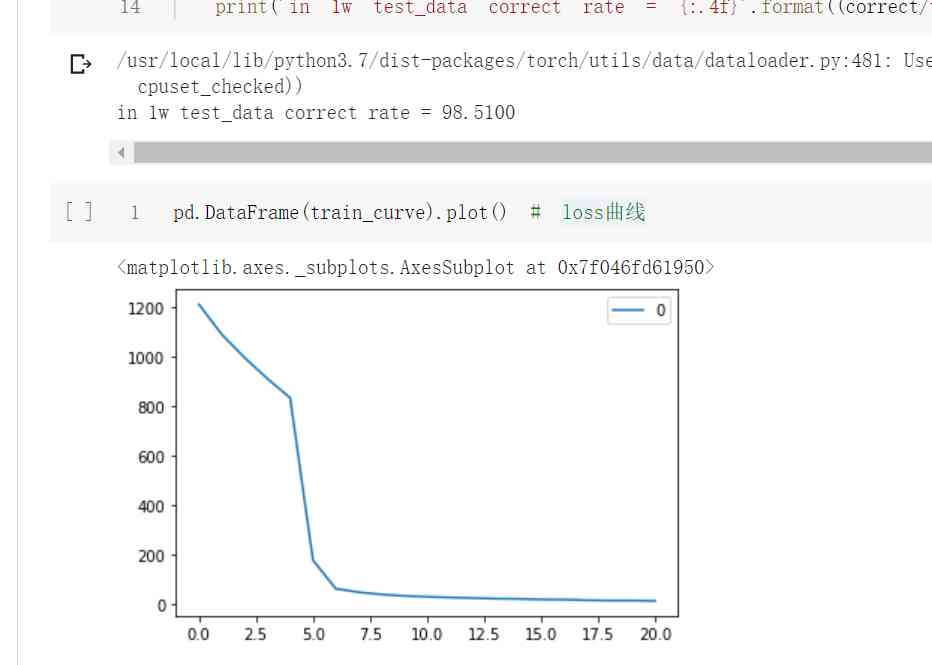 14 print(`in 1w test_data correct rate = {:.4f}`.format((correct/
/usr/local/lib/python3.7/dist-packages/torch/utils/data/dataloader.py:481: Use
cpuset_checked))
in 1w test_data correct rate = 98.5100
[ ] 1 pd.DataFrame(train_curve).plot() # loss曲线
<matplotlib.axes._subplots.AxesSubplot at 0x7f046fd61950>
0
1200
1000
800
600
400
200
0
0.0 2.5 5.0 7.5 10.0 12.5 15.0 17.5 20.0